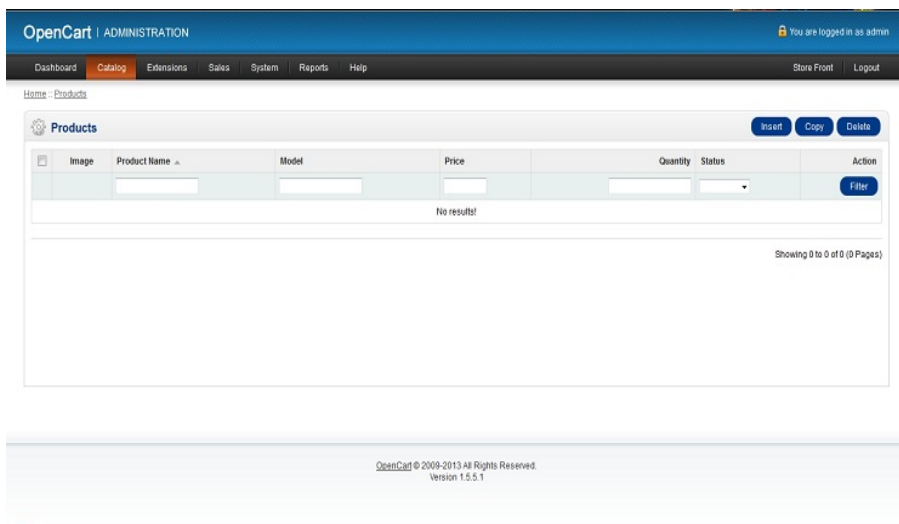 OpenCart | ADMINISTRATION
You are logged in as admin
Dashboard Catalog Extensions Sales System Reports Help
Store Front Logout
Home :: Products
Products
Insert Copy Delete
Image Product Name Model Price Quantity Status Action
Filter
No results!
Showing 0 to 0 of 0 (0 Pages)
OpenCart © 2009-2013 All Rights Reserved.
Version 1.5.5.1